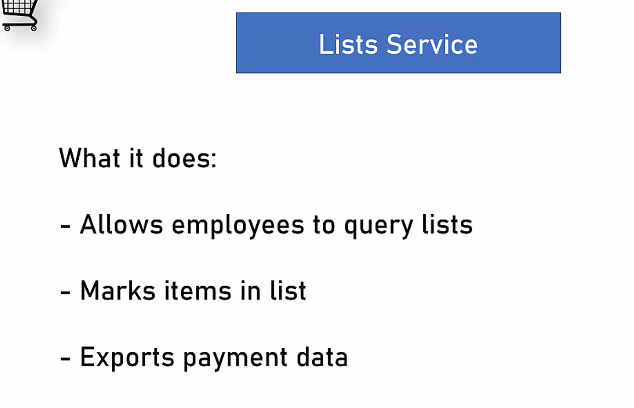 Lists Service
What it does:
- Allows employees to query lists
- Marks items in list
- Exports payment data